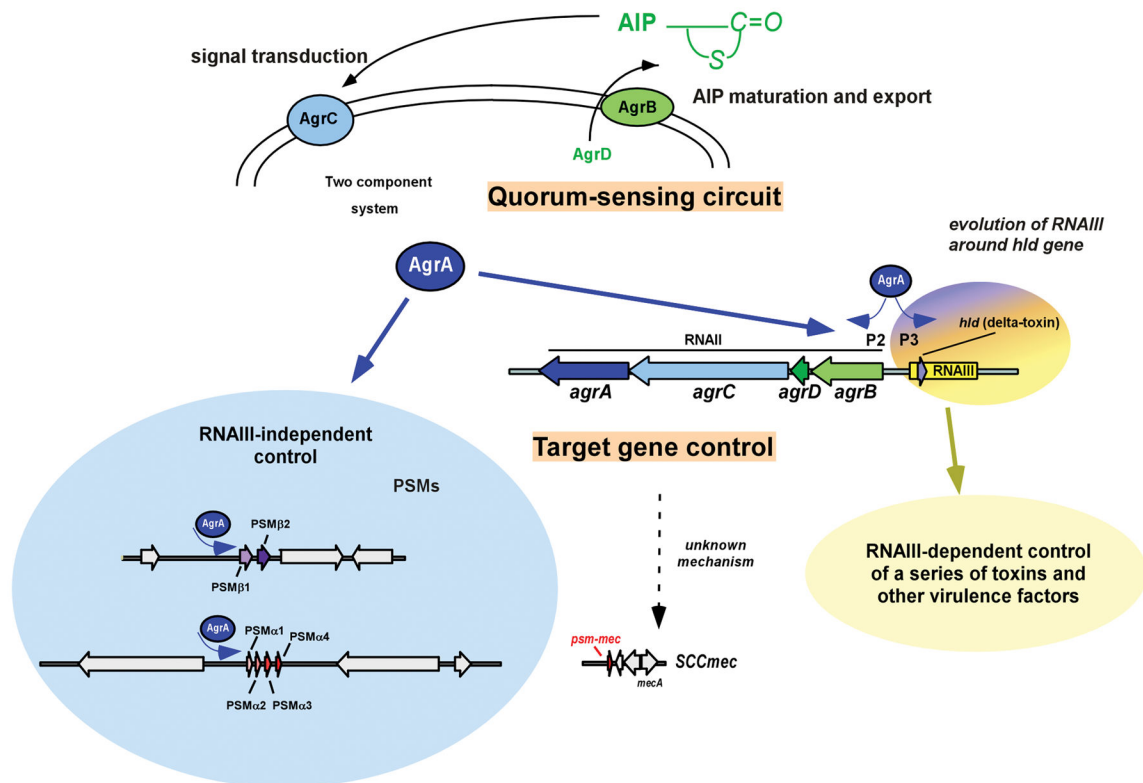 AIP
C=O
S
signal transduction
AIP maturation and export
AgrC
AgrB
AgrD
Two component
system
Quorum-sensing circuit
evolution of RNAIII
around hld gene
AgrA
AgrA
hld (delta-toxin)
RNAII
P2
P3
RNAIII
agrA
agrC
agrD
agrB
RNAIII-independent
control
Target gene control
PSMs
AgrA
PSMβ2
PSMβ1
unknown
mechanism
RNAIII-dependent control
of a series of toxins and
other virulence factors
AgrA
PSMα1
PSMα4
PSMα2
PSMα3
psm-mec
SCCmec
mecA